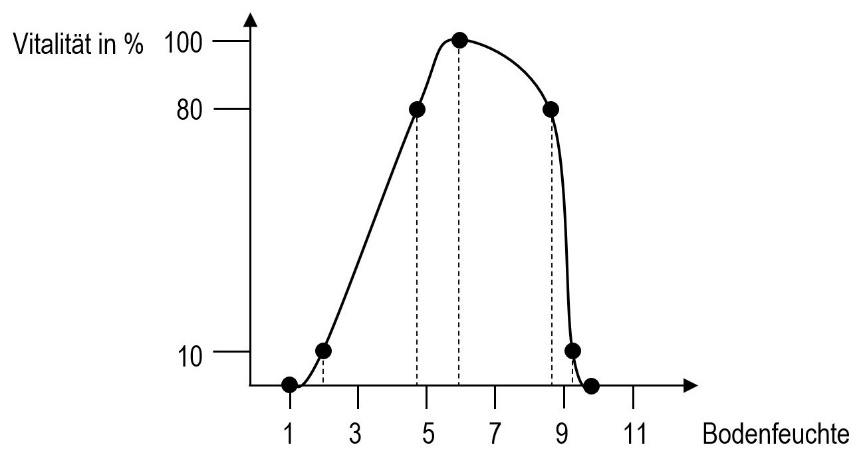 Vitalität in % 100
80
10
1 3 5 7 9 11 Bodenfeuchte